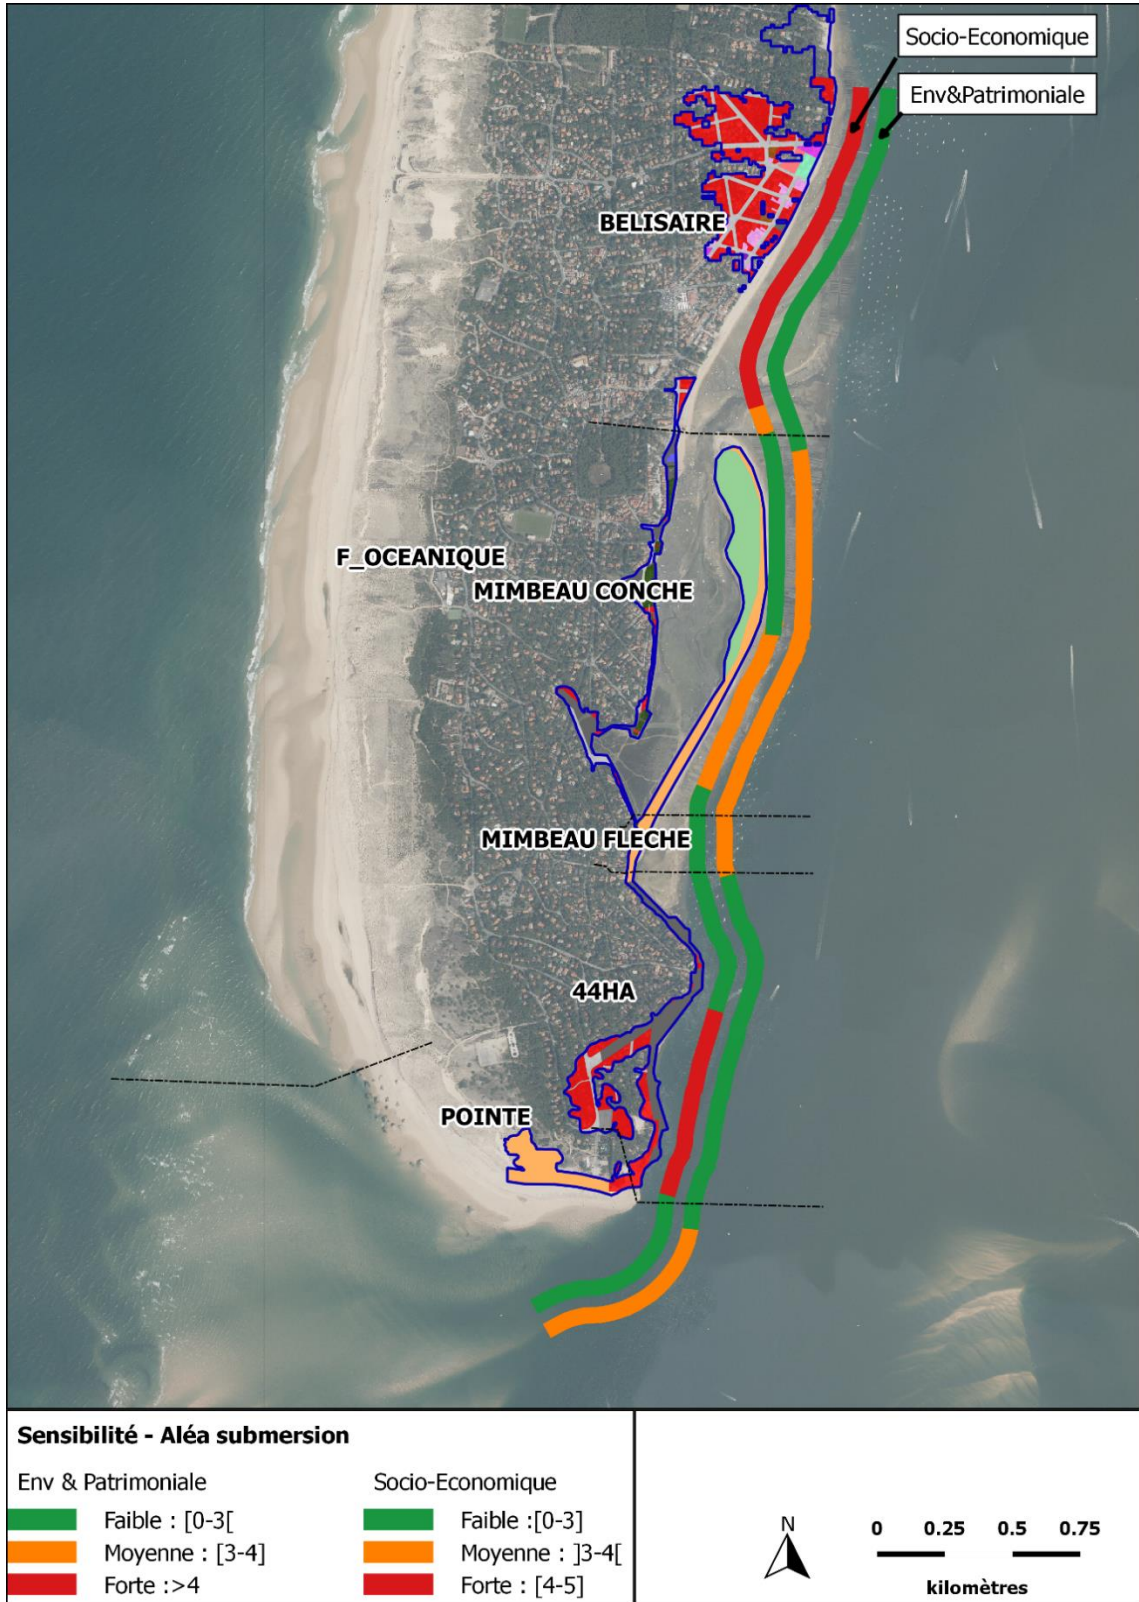 Socio-Economique
Env&Patrimoniale
BELISAIRE
F_OCEANIQUE
MIMBEAU CONCHE
MIMBEAU FLECHE
44HA
POINTE
Sensibilité - Aléa submersion
Env & Patrimoniale
Faible : [0-3[
Moyenne : [3-4]
Forte :>4
Socio-Economique
Faible :[0-3]
Moyenne : ]3-4[
Forte : [4-5]
N
0 0.25 0.5 0.75
kilomètres